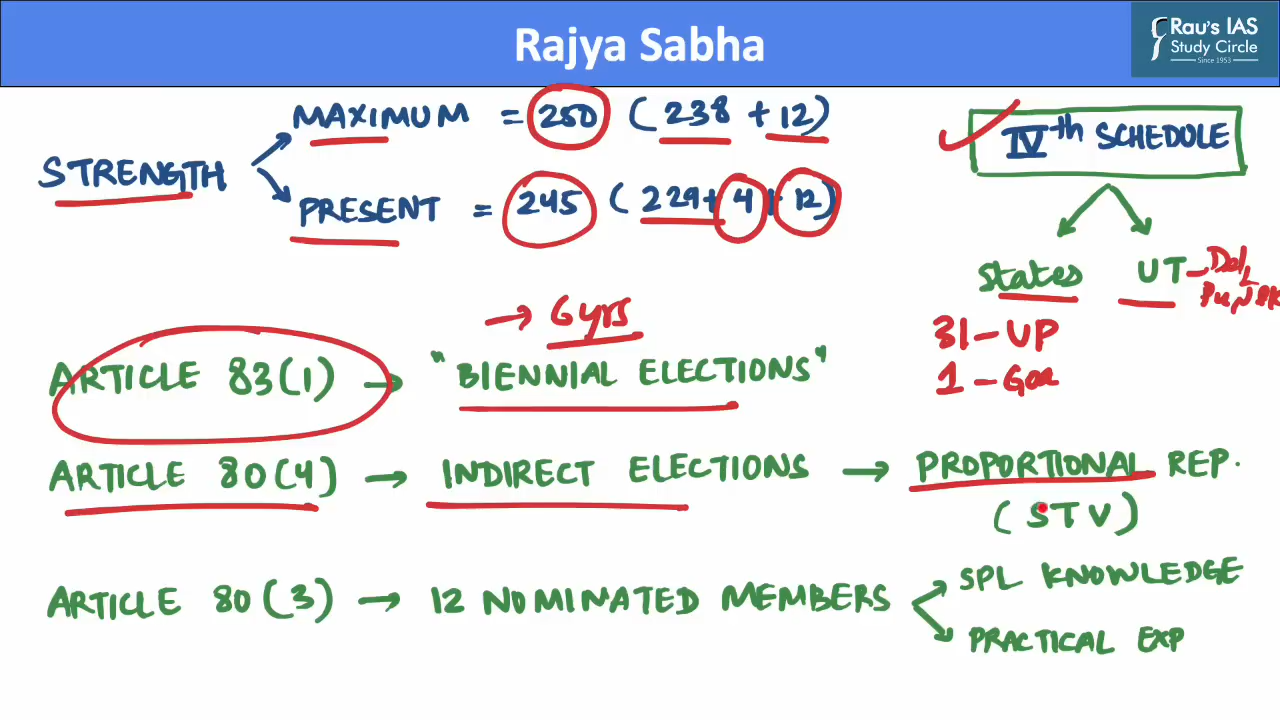 Rajya Sabha
Rau's IAS
Study Circle
Since 1953
STRENGTH
MAXIMUM = 250 (238 + 12)
PRESENT = 245 (229+ 4 + 12)
IVth SCHEDULE
States
UT - Del,
31 - UP
1 - Goa
→ 6 yrs
ARTICLE 83(1) → "BIENNIAL ELECTIONS"
ARTICLE 80(4) → INDIRECT ELECTIONS → PROPORTIONAL REP.
(STV)
ARTICLE 80(3) → 12 NOMINATED MEMBERS
SPL KNOWLEDGE
PRACTICAL EXP